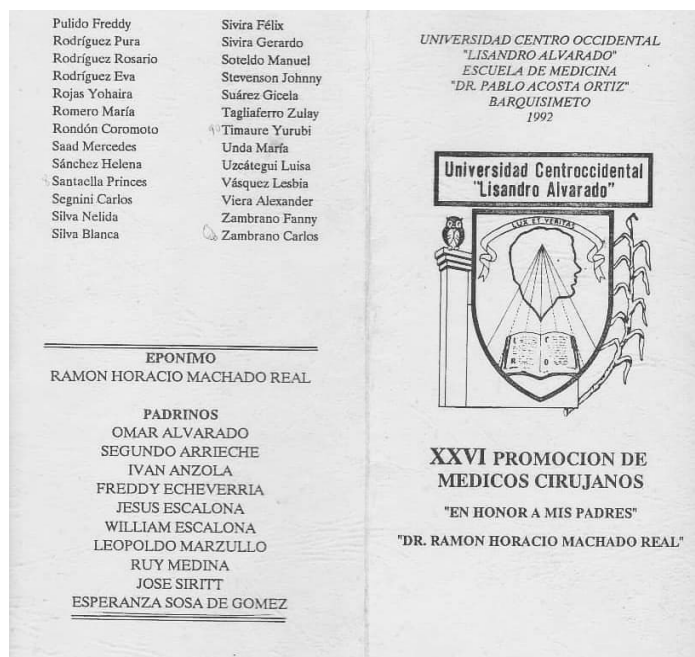 Pulido Freddy
Rodríguez Pura
Rodríguez Rosario
Rodríguez Eva
Rojas Yohaira
Romero María
Rondón Coromoto
Saad Mercedes
Sánchez Helena
Santaella Princes
Segnini Carlos
Silva Nelida
Silva Blanca
Sivira Félix
Sivira Gerardo
Soteldo Manuel
Stevenson Johnny
Suárez Gicela
Tagliaferro Zulay
Timaure Yurubi
Unda María
Uzcátegui Luisa
Vásquez Lesbia
Viera Alexander
Zambrano Fanny
Zambrano Carlos
EPONIMO
RAMON HORACIO MACHADO REAL
PADRINOS
OMAR ALVARADO
SEGUNDO ARRIECHE
IVAN ANZOLA
FREDDY ECHEVERRIA
JESUS ESCALONA
WILLIAM ESCALONA
LEOPOLDO MARZULLO
RUY MEDINA
JOSE SIRITT
ESPERANZA SOSA DE GOMEZ
UNIVERSIDAD CENTRO OCCIDENTAL
"LISANDRO ALVARADO"
ESCUELA DE MEDICINA
"DR. PABLO ACOSTA ORTIZ"
BARQUISIMETO
1992
Universidad Centroccidental
"Lisandro Alvarado"
LUX ET VERITAS
XXVI PROMOCION DE
MEDICOS CIRUJANOS
"EN HONOR A MIS PADRES"
"DR. RAMON HORACIO MACHADO REAL"